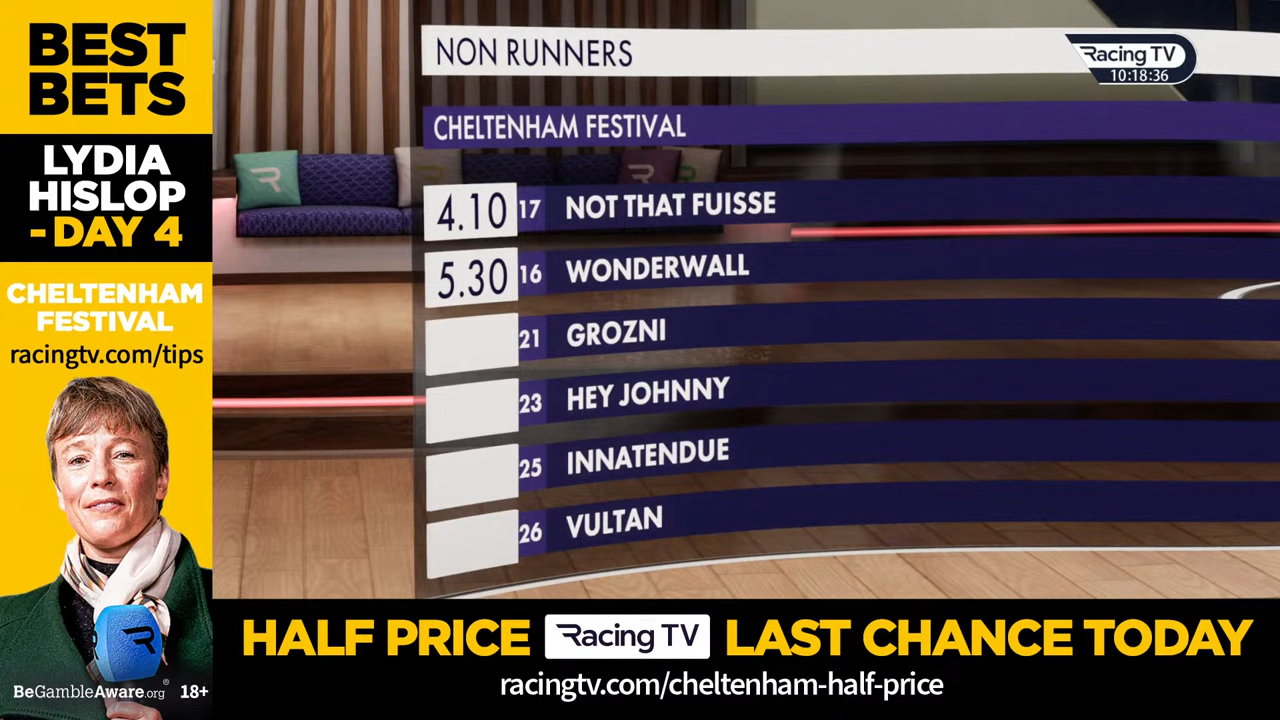 BEST
BETS
LYDIA
HISLOP
- DAY 4
CHELTENHAM
FESTIVAL
racingtv.com/tips
BeGambleAware.org® 18+
NON RUNNERS
Racing TV
10:18:36
CHELTENHAM FESTIVAL
4.10 17 NOT THAT FUISSE
5.30 16 WONDERWALL
21 GROZNI
23 HEY JOHNNY
25 INNATENDUE
26 VULTAN
HALF PRICE Racing TV LAST CHANCE TODAY
racingtv.com/cheltenham-half-price